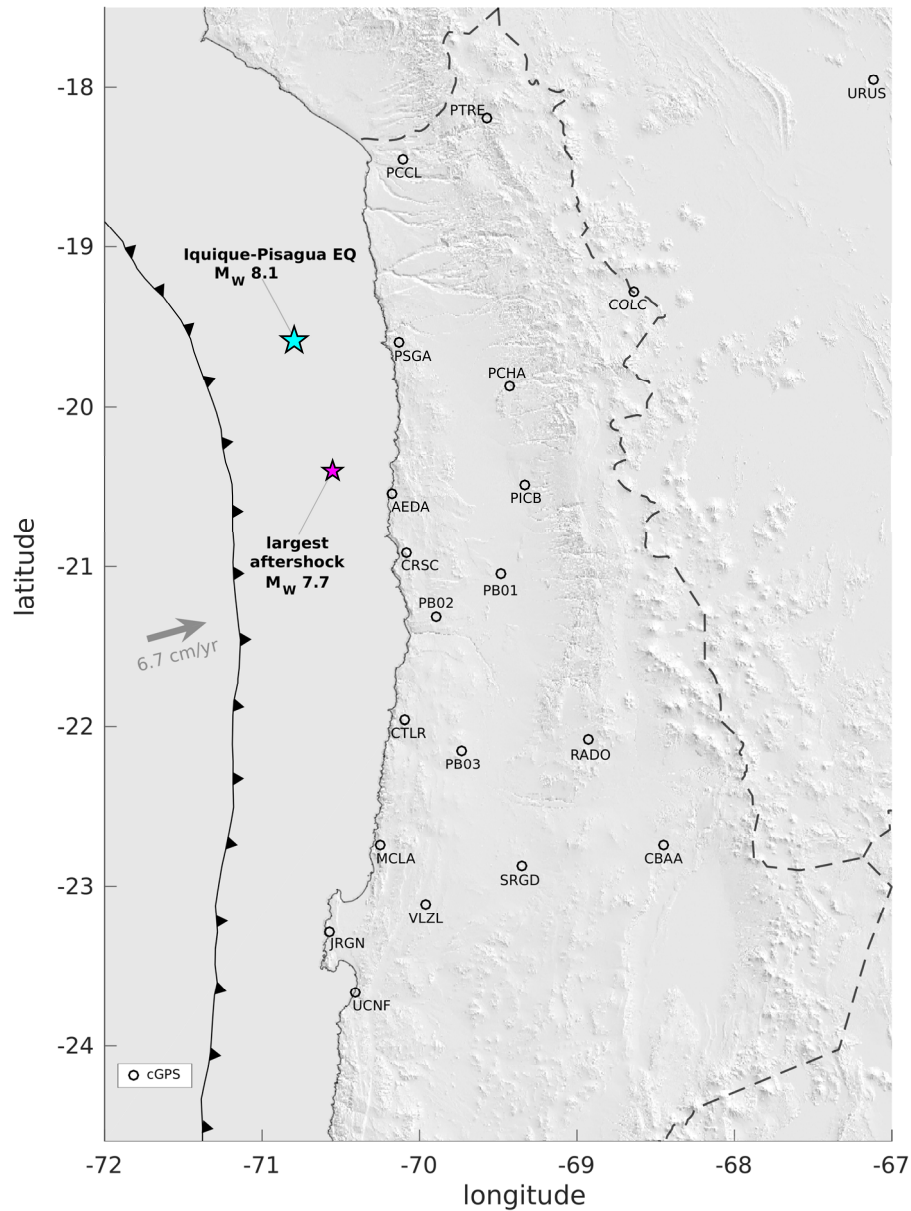 -18
URUS
PTRE
PCCL
-19
Iquique-Pisagua EQ
MW 8.1
COLC
PSGA
PCHA
-20
PICB
AEDA
largest
aftershock
MW 7.7
CRSC
-21
PB01
PB02
6.7 cm/yr
-22
CTLR
RADO
PB03
MCLA
CBAA
SRGD
-23
VLZL
JRGN
UCNF
-24
cGPS
-72
-71
-70
-69
-68
-67
longitude
latitude